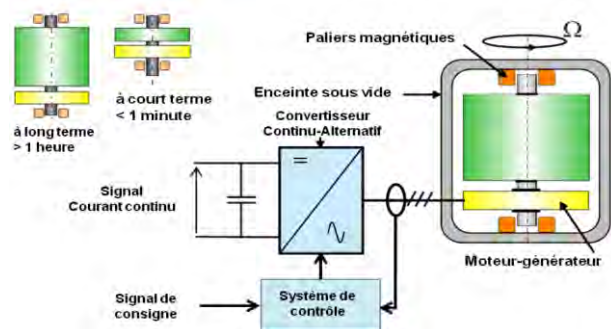 Ω
Paliers magnétiques
Enceinte sous vide
à court terme
< 1 minute
à long terme
> 1 heure
Convertisseur
Continu-Alternatif
=
Signal
Courant continu
Moteur-générateur
Signal de
consigne
Système de
contrôle